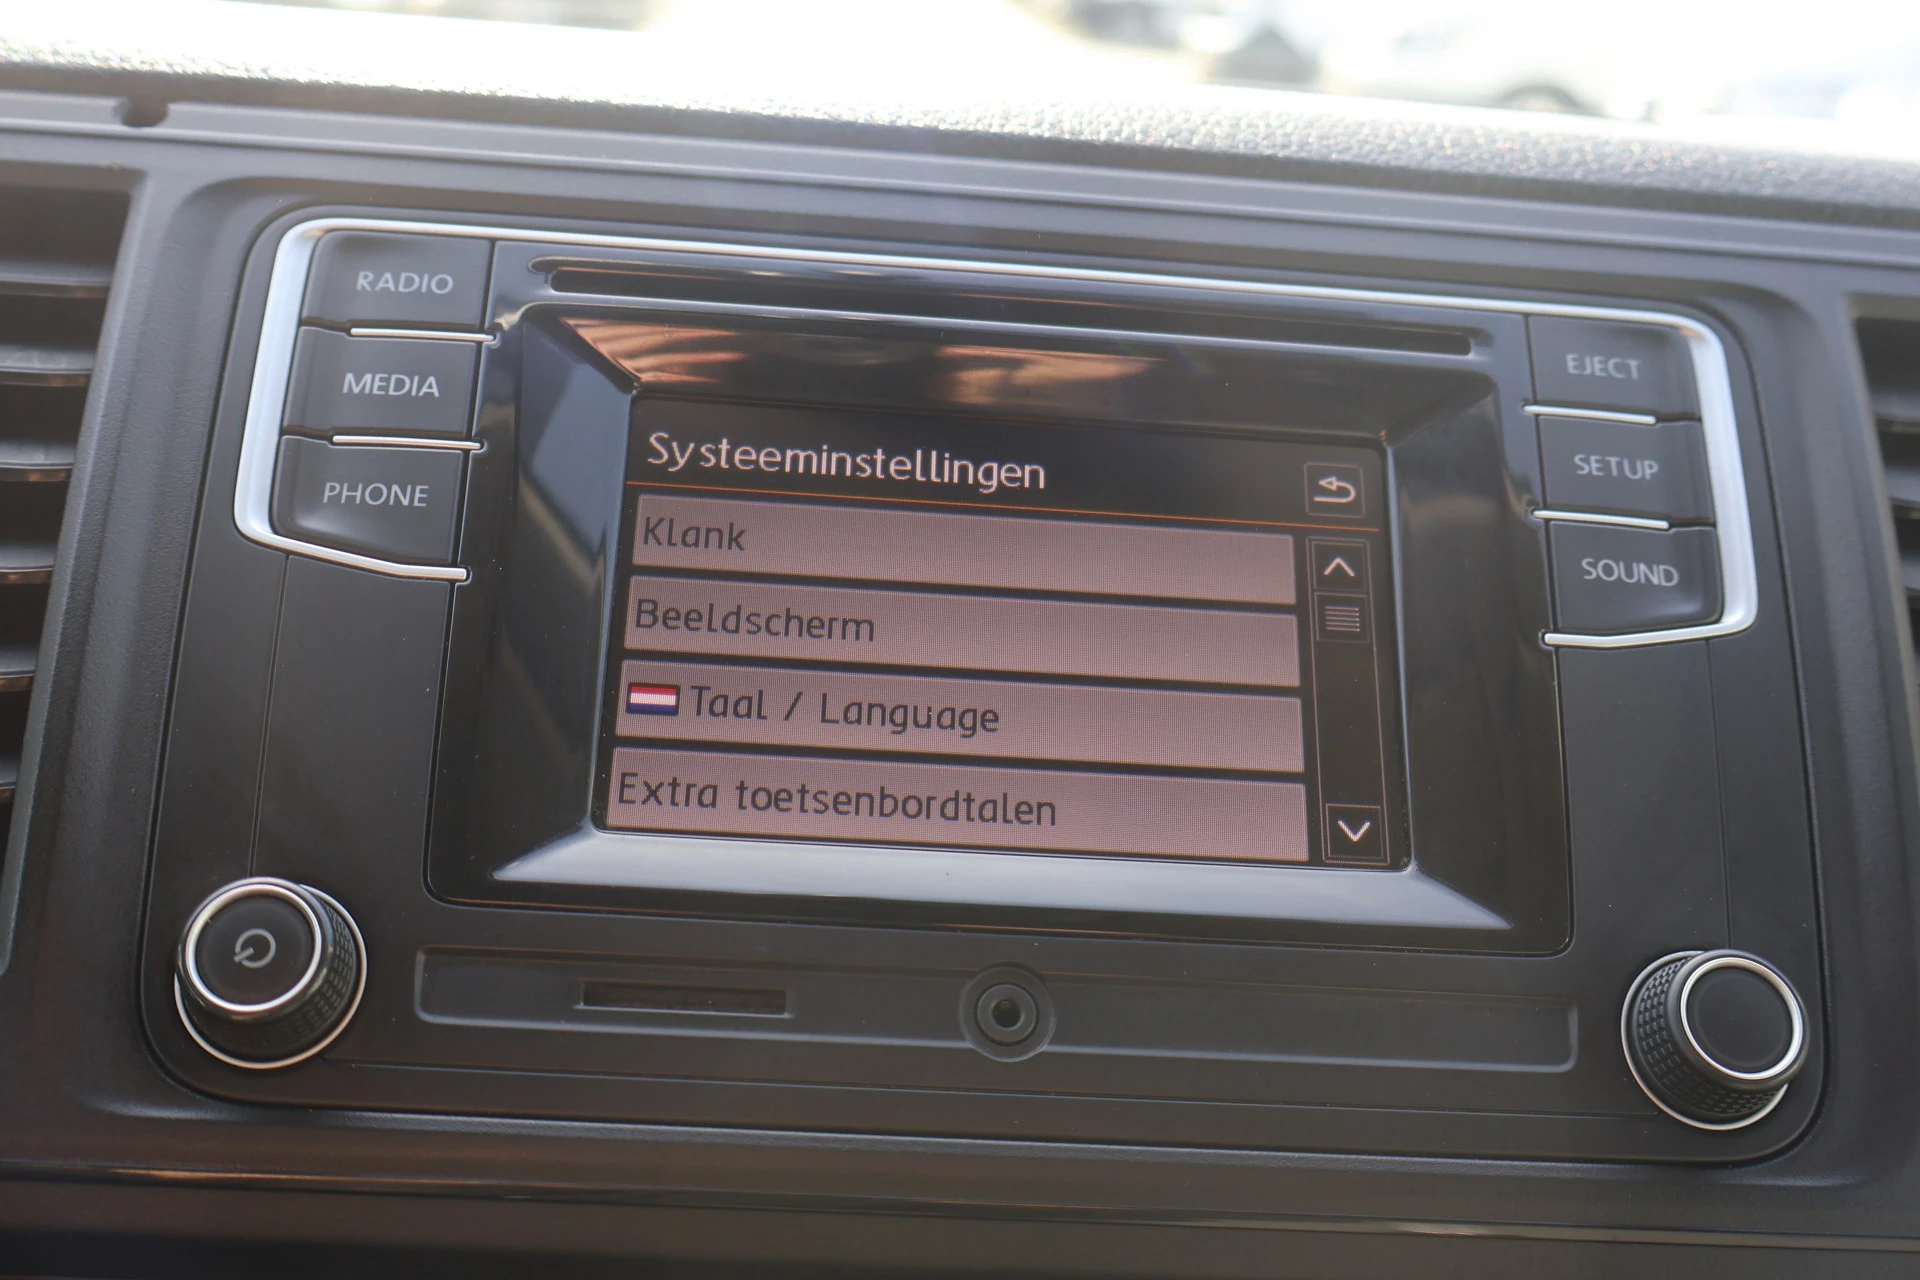 RADIO
MEDIA
PHONE
Systeeminstellingen
Klank
Beeldscherm
Taal / Language
Extra toetsenbordtalen
EJECT
SETUP
SOUND